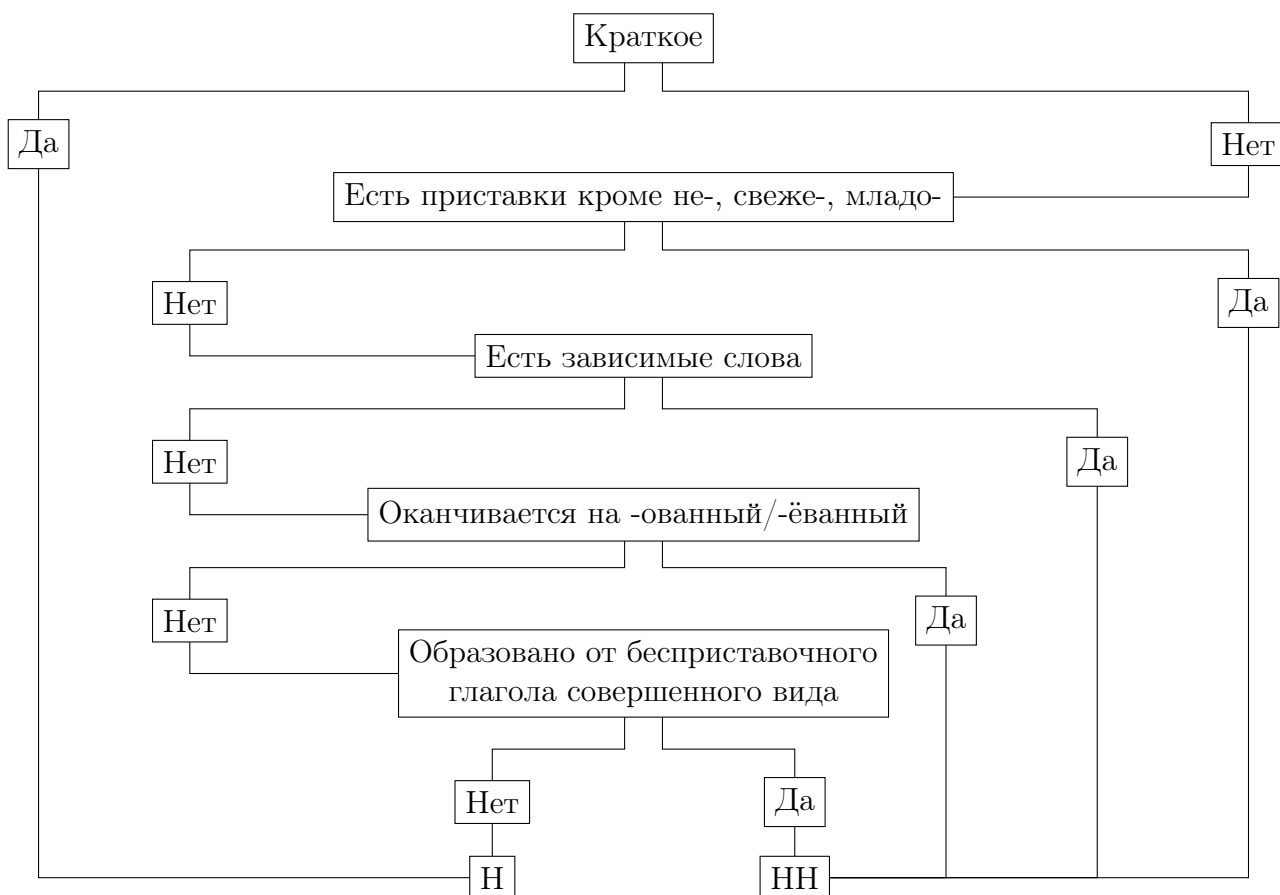 Краткое
Да
Нет
Есть приставки кроме не-, свеже-, младо-
Нет
Да
Есть зависимые слова
Нет
Да
Оканчивается на -ованный/-ёванный
Нет
Да
Образовано от бесприставочного
глагола совершенного вида
Нет
Да
Н
НН